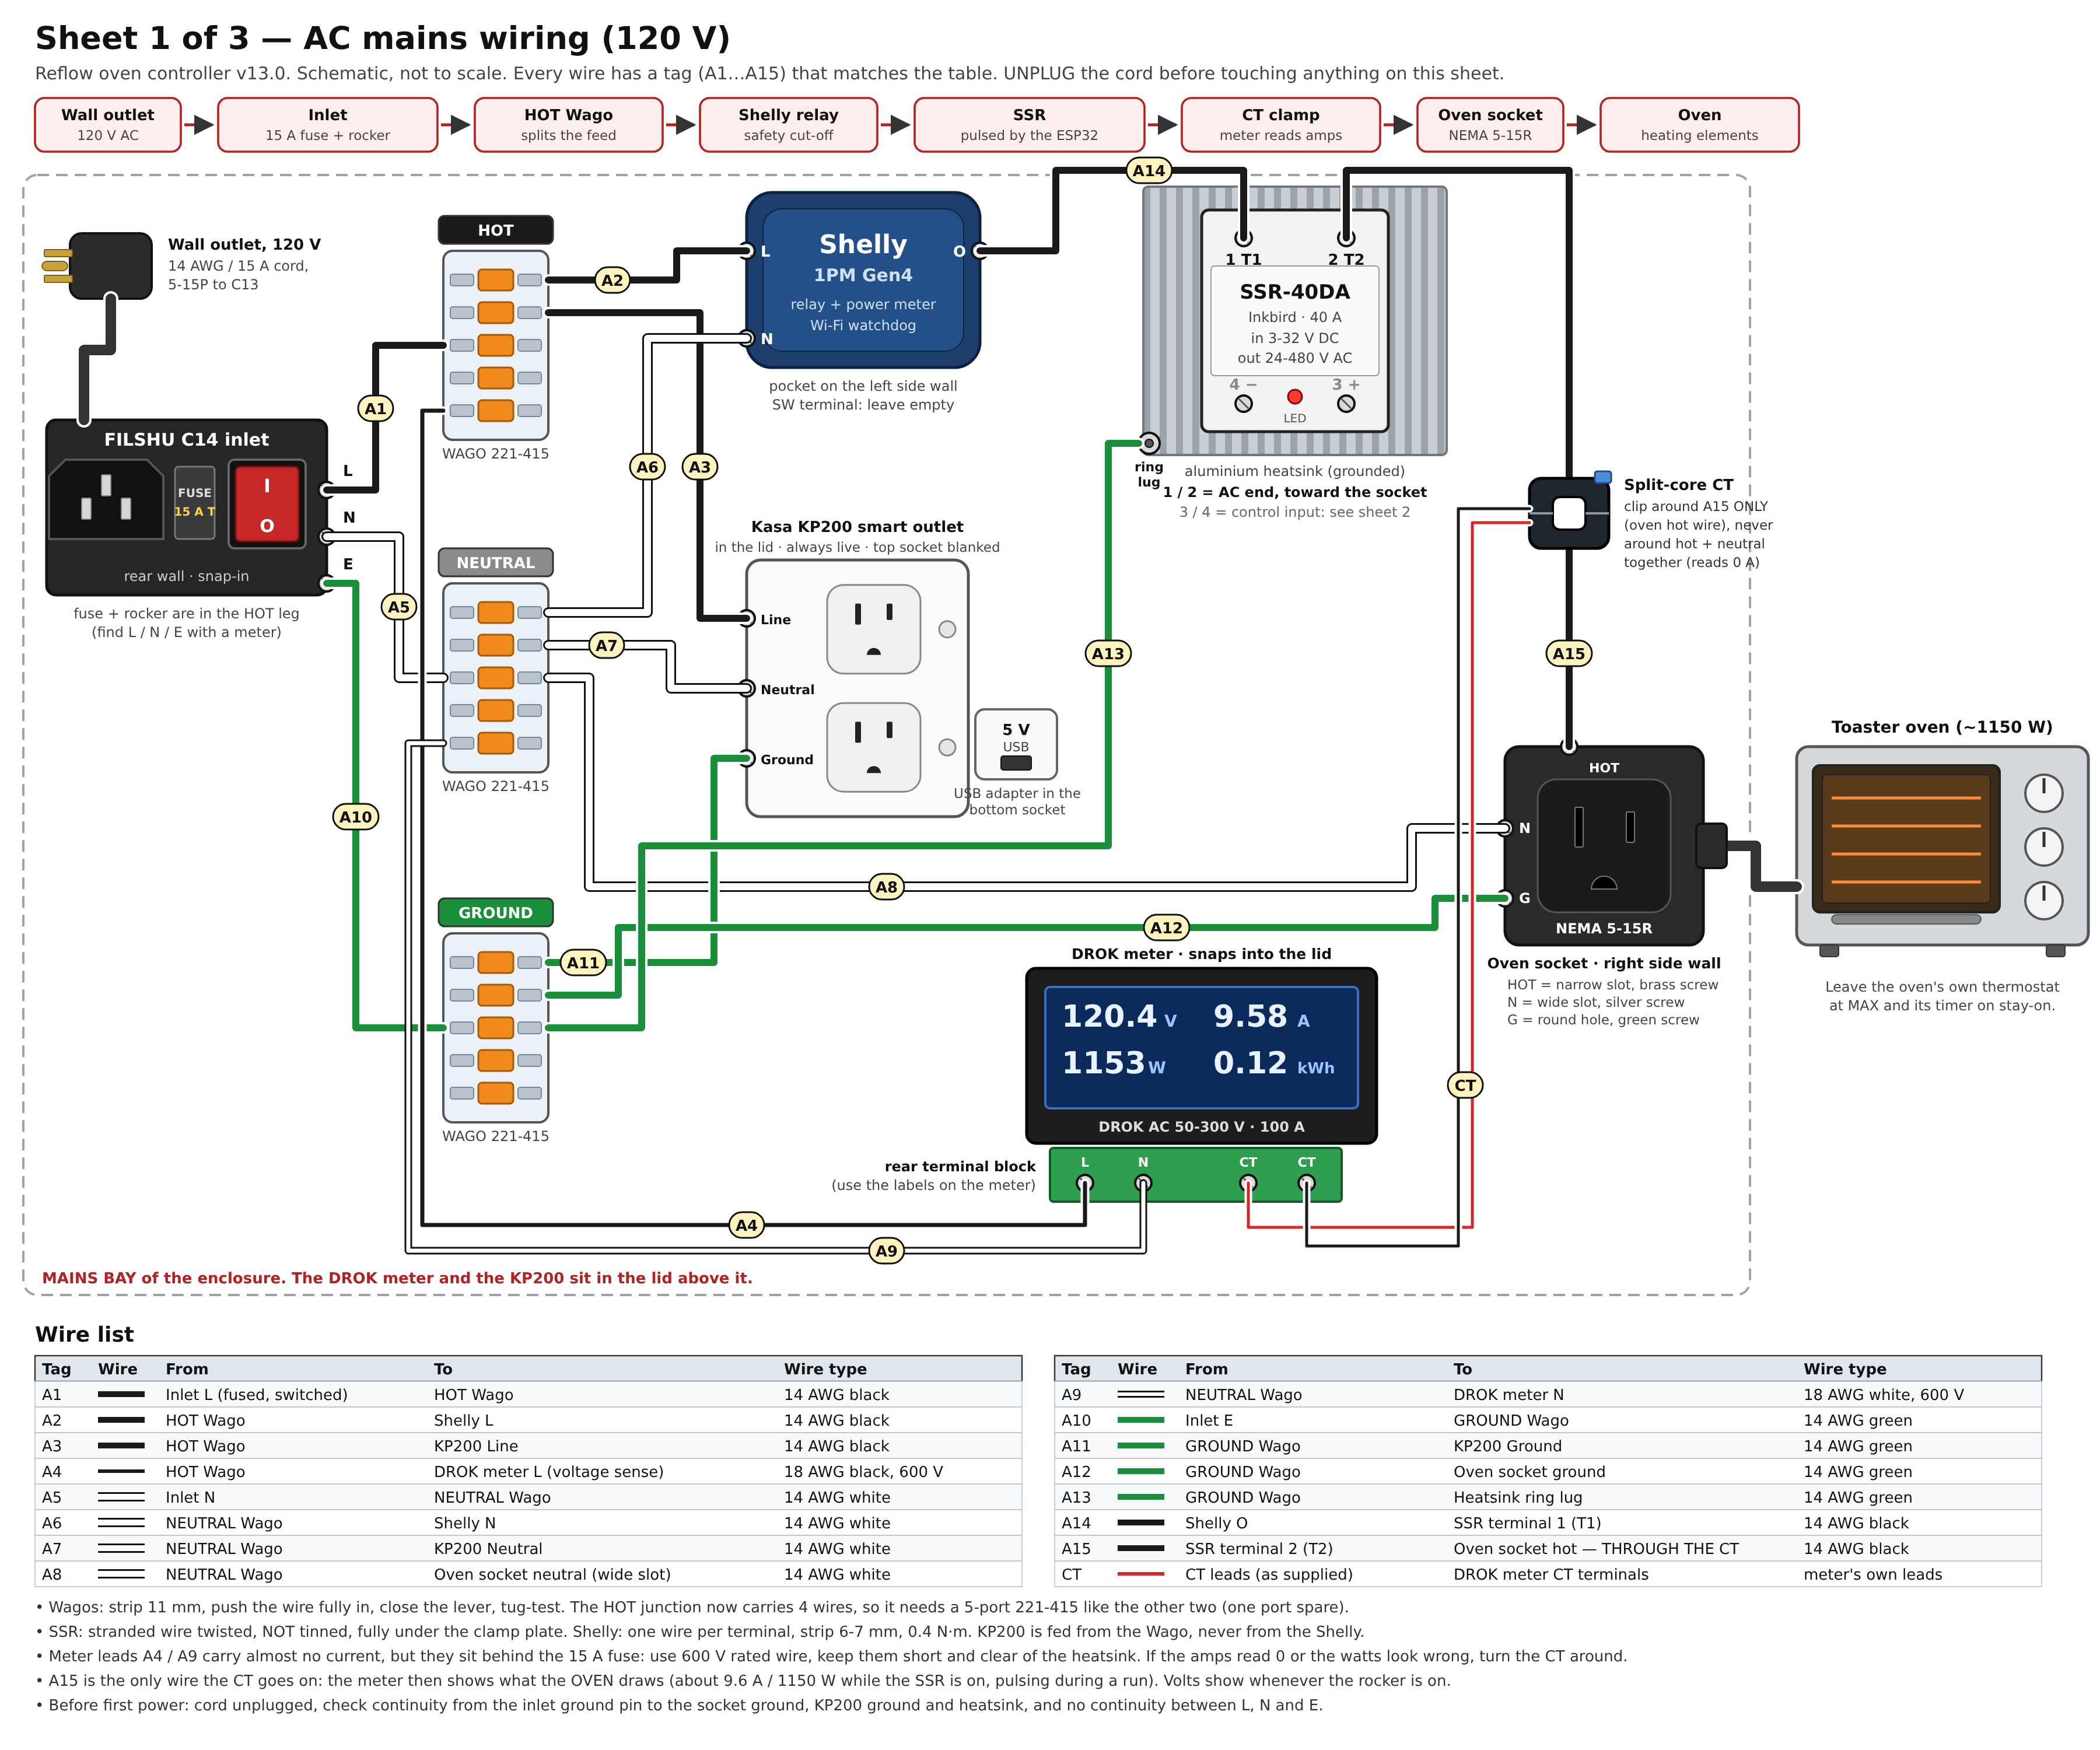 Sheet 1 of 3 — AC mains wiring (120 V)
Reflow oven controller v13.0. Schematic, not to scale. Every wire has a tag (A1…A15) that matches the table. UNPLUG the cord before touching anything on this sheet.
Wall outlet
120 V AC
Inlet
15 A fuse + rocker
HOT Wago
splits the feed
Shelly relay
safety cut-off
SSR
pulsed by the ESP32
CT clamp
meter reads amps
Oven socket
NEMA 5-15R
Oven
heating elements
Wall outlet, 120 V
14 AWG / 15 A cord,
5-15P to C13
FILSHU C14 inlet
FUSE
15 A T
I
O
rear wall · snap-in
L
N
E
fuse + rocker are in the HOT leg
(find L / N / E with a meter)
A1
A5
A10
HOT
WAGO 221-415
NEUTRAL
WAGO 221-415
GROUND
WAGO 221-415
A2
A6
A3
A7
A11
Shelly
1PM Gen4
relay + power meter
Wi-Fi watchdog
L
N
O
pocket on the left side wall
SW terminal: leave empty
Kasa KP200 smart outlet
in the lid · always live · top socket blanked
Line
Neutral
Ground
5 V
USB
USB adapter in the
bottom socket
A14
1 T1
2 T2
SSR-40DA
Inkbird · 40 A
in 3-32 V DC
out 24-480 V AC
4 −
3 +
LED
ring
lug
aluminium heatsink (grounded)
1 / 2 = AC end, toward the socket
3 / 4 = control input: see sheet 2
A13
Split-core CT
clip around A15 ONLY
(oven hot wire), never
around hot + neutral
together (reads 0 A)
A15
A8
A12
HOT
N
G
NEMA 5-15R
Oven socket · right side wall
HOT = narrow slot, brass screw
N = wide slot, silver screw
G = round hole, green screw
Toaster oven (~1150 W)
Leave the oven's own thermostat
at MAX and its timer on stay-on.
DROK meter · snaps into the lid
120.4 V 9.58 A
1153 W 0.12 kWh
DROK AC 50-300 V · 100 A
L N CT CT
rear terminal block
(use the labels on the meter)
CT
A4
A9
MAINS BAY of the enclosure. The DROK meter and the KP200 sit in the lid above it.
Wire list
Tag Wire From To Wire type
A1 Inlet L (fused, switched) HOT Wago 14 AWG black
A2 HOT Wago Shelly L 14 AWG black
A3 HOT Wago KP200 Line 14 AWG black
A4 HOT Wago DROK meter L (voltage sense) 18 AWG black, 600 V
A5 Inlet N NEUTRAL Wago 14 AWG white
A6 NEUTRAL Wago Shelly N 14 AWG white
A7 NEUTRAL Wago KP200 Neutral 14 AWG white
A8 NEUTRAL Wago Oven socket neutral (wide slot) 14 AWG white
Tag Wire From To Wire type
A9 NEUTRAL Wago DROK meter N 18 AWG white, 600 V
A10 Inlet E GROUND Wago 14 AWG green
A11 GROUND Wago KP200 Ground 14 AWG green
A12 GROUND Wago Oven socket ground 14 AWG green
A13 GROUND Wago Heatsink ring lug 14 AWG green
A14 Shelly O SSR terminal 1 (T1) 14 AWG black
A15 SSR terminal 2 (T2) Oven socket hot — THROUGH THE CT 14 AWG black
CT CT leads (as supplied) DROK meter CT terminals meter's own leads
• Wagos: strip 11 mm, push the wire fully in, close the lever, tug-test. The HOT junction now carries 4 wires, so it needs a 5-port 221-415 like the other two (one port spare).
• SSR: stranded wire twisted, NOT tinned, fully under the clamp plate. Shelly: one wire per terminal, strip 6-7 mm, 0.4 N·m. KP200 is fed from the Wago, never from the Shelly.
• Meter leads A4 / A9 carry almost no current, but they sit behind the 15 A fuse: use 600 V rated wire, keep them short and clear of the heatsink. If the amps read 0 or the watts look wrong, turn the CT around.
• A15 is the only wire the CT goes on: the meter then shows what the OVEN draws (about 9.6 A / 1150 W while the SSR is on, pulsing during a run). Volts show whenever the rocker is on.
• Before first power: cord unplugged, check continuity from the inlet ground pin to the socket ground, KP200 ground and heatsink, and no continuity between L, N and E.